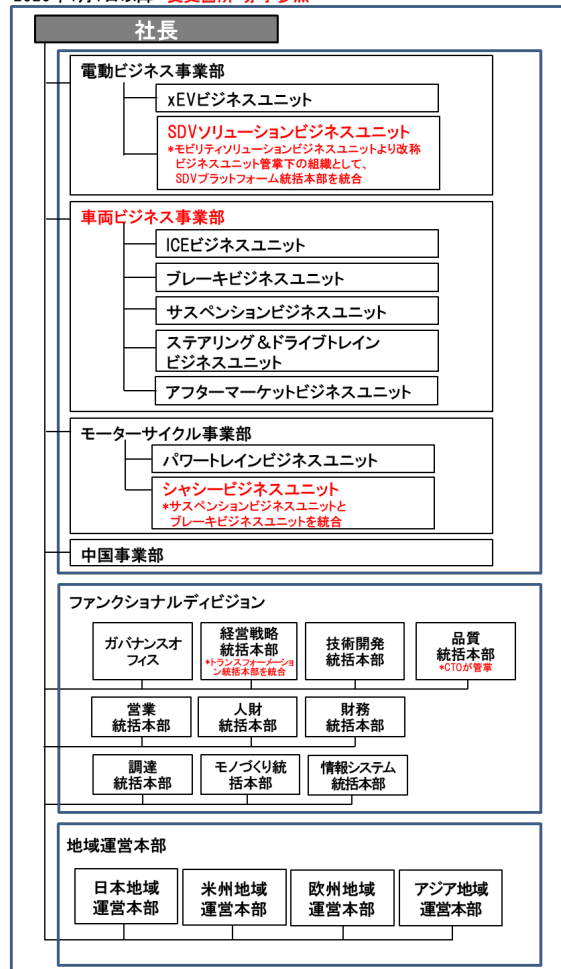 社長
電動ビジネス事業部
xEVビジネスユニット
SDVソリューションビジネスユニット
*モビリティソリューションビジネスユニットより改称
ビジネスユニット管掌下の組織として、
SDVプラットフォーム統括本部を統合
車両ビジネス事業部
ICEビジネスユニット
ブレーキビジネスユニット
サスペンションビジネスユニット
ステアリング&ドライブトレイン
ビジネスユニット
アフターマーケットビジネスユニット
モーターサイクル事業部
パワートレインビジネスユニット
シャシービジネスユニット
*サスペンションビジネスユニットと
ブレーキビジネスユニットを統合
中国事業部
ファンクショナルディビジョン
ガバナンスオ
フィス
経営戦略
統括本部
*トランスフォーメーショ
ン統括本部を統合
技術開発
統括本部
品質
統括本部
*CTOが管掌
営業
統括本部
人財
統括本部
財務
統括本部
調達
統括本部
モノづくり統
括本部
情報システム
統括本部
地域運営本部
日本地域
運営本部
米州地域
運営本部
欧州地域
運営本部
アジア地域
運営本部